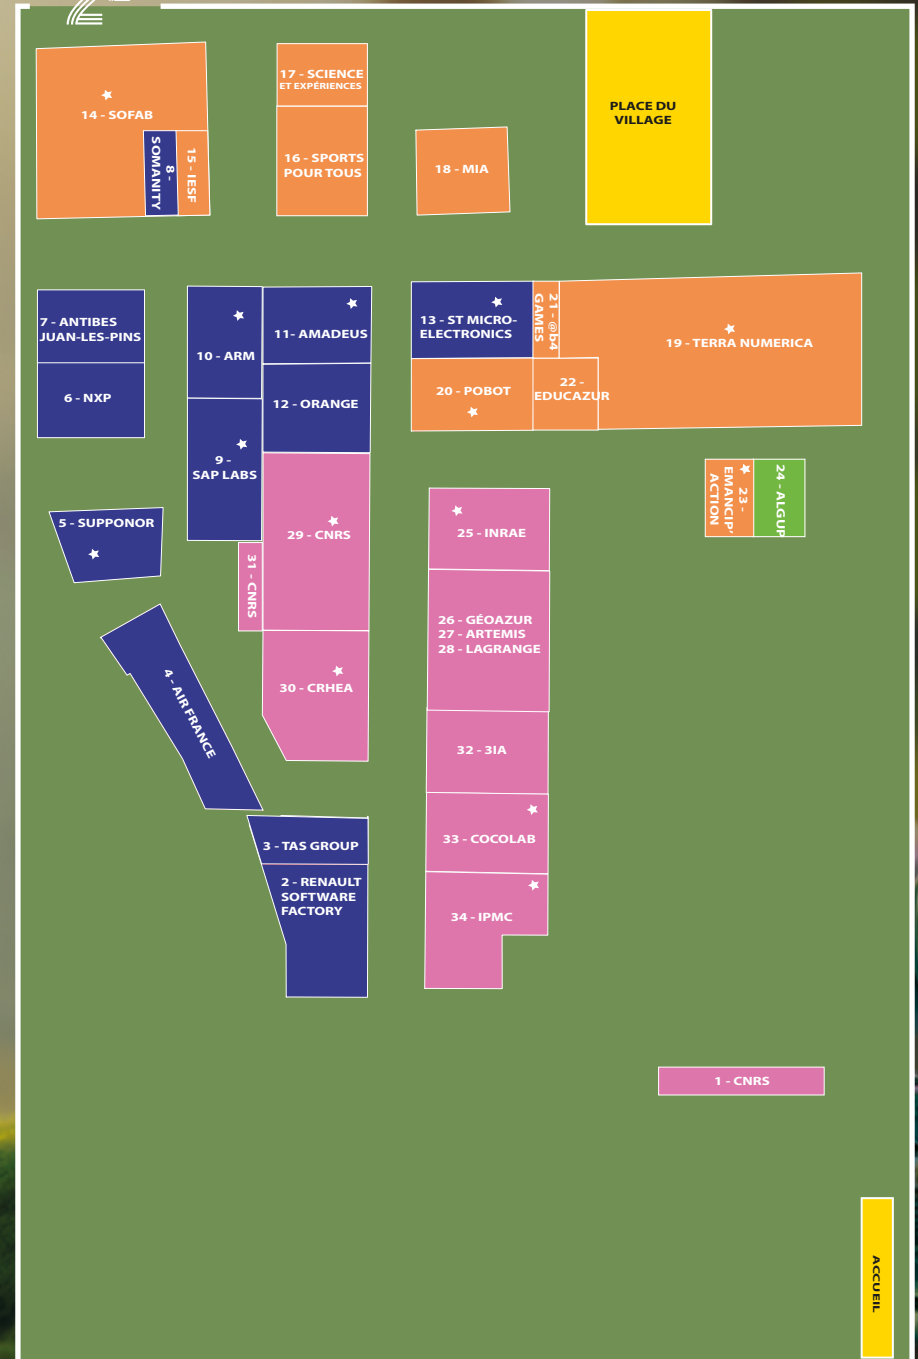 17 - SCIENCE
ET EXPÉRIENCES
PLACE DU
VILLAGE
14 - SOFAB
8 -
SOMANITY
15 - IESF
16 - SPORTS
POUR TOUS
18 - MIA
7 - ANTIBES
JUAN-LES-PINS
6 - NXP
10 - ARM
11- AMADEUS
12 - ORANGE
13 - ST MICRO-
ELECTRONICS
21 - @b4
GAMES
19 - TERRA NUMERICA
20 - POBOT
22 -
EDUCAZUR
9 -
SAP LABS
23 -
EMANCIP'
ACTION
24 - ALGUP
5 - SUPPONOR
29 - CNRS
25 - INRAE
31 - CNRS
26 - GÉOAZUR
27 - ARTEMIS
28 - LAGRANGE
4 - AIR FRANCE
30 - CRHEA
32 - 3IA
3 - TAS GROUP
33 - COCOLAB
2 - RENAULT
SOFTWARE
FACTORY
34 - IPMC
1 - CNRS
ACCUEIL